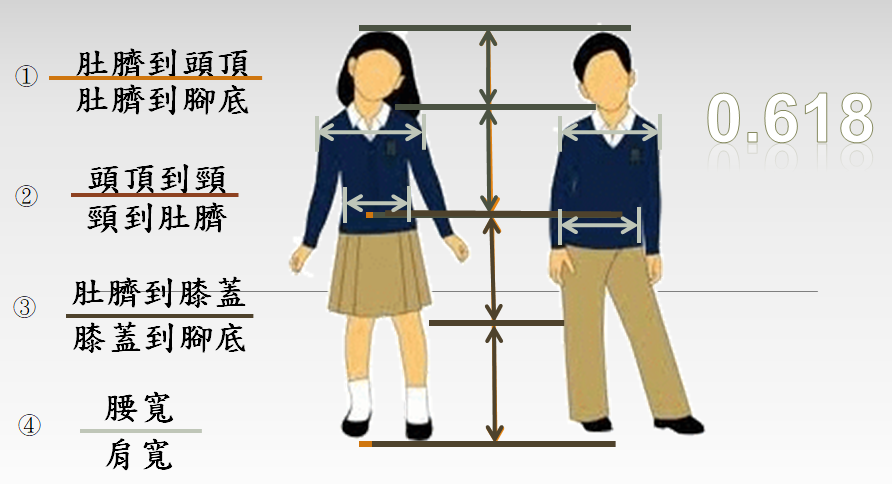 ① 肚臍到頭頂
肚臍到腳底
0.618
② 頭頂到頸
頸到肚臍
③ 肚臍到膝蓋
膝蓋到腳底
④ 腰寬
肩寬